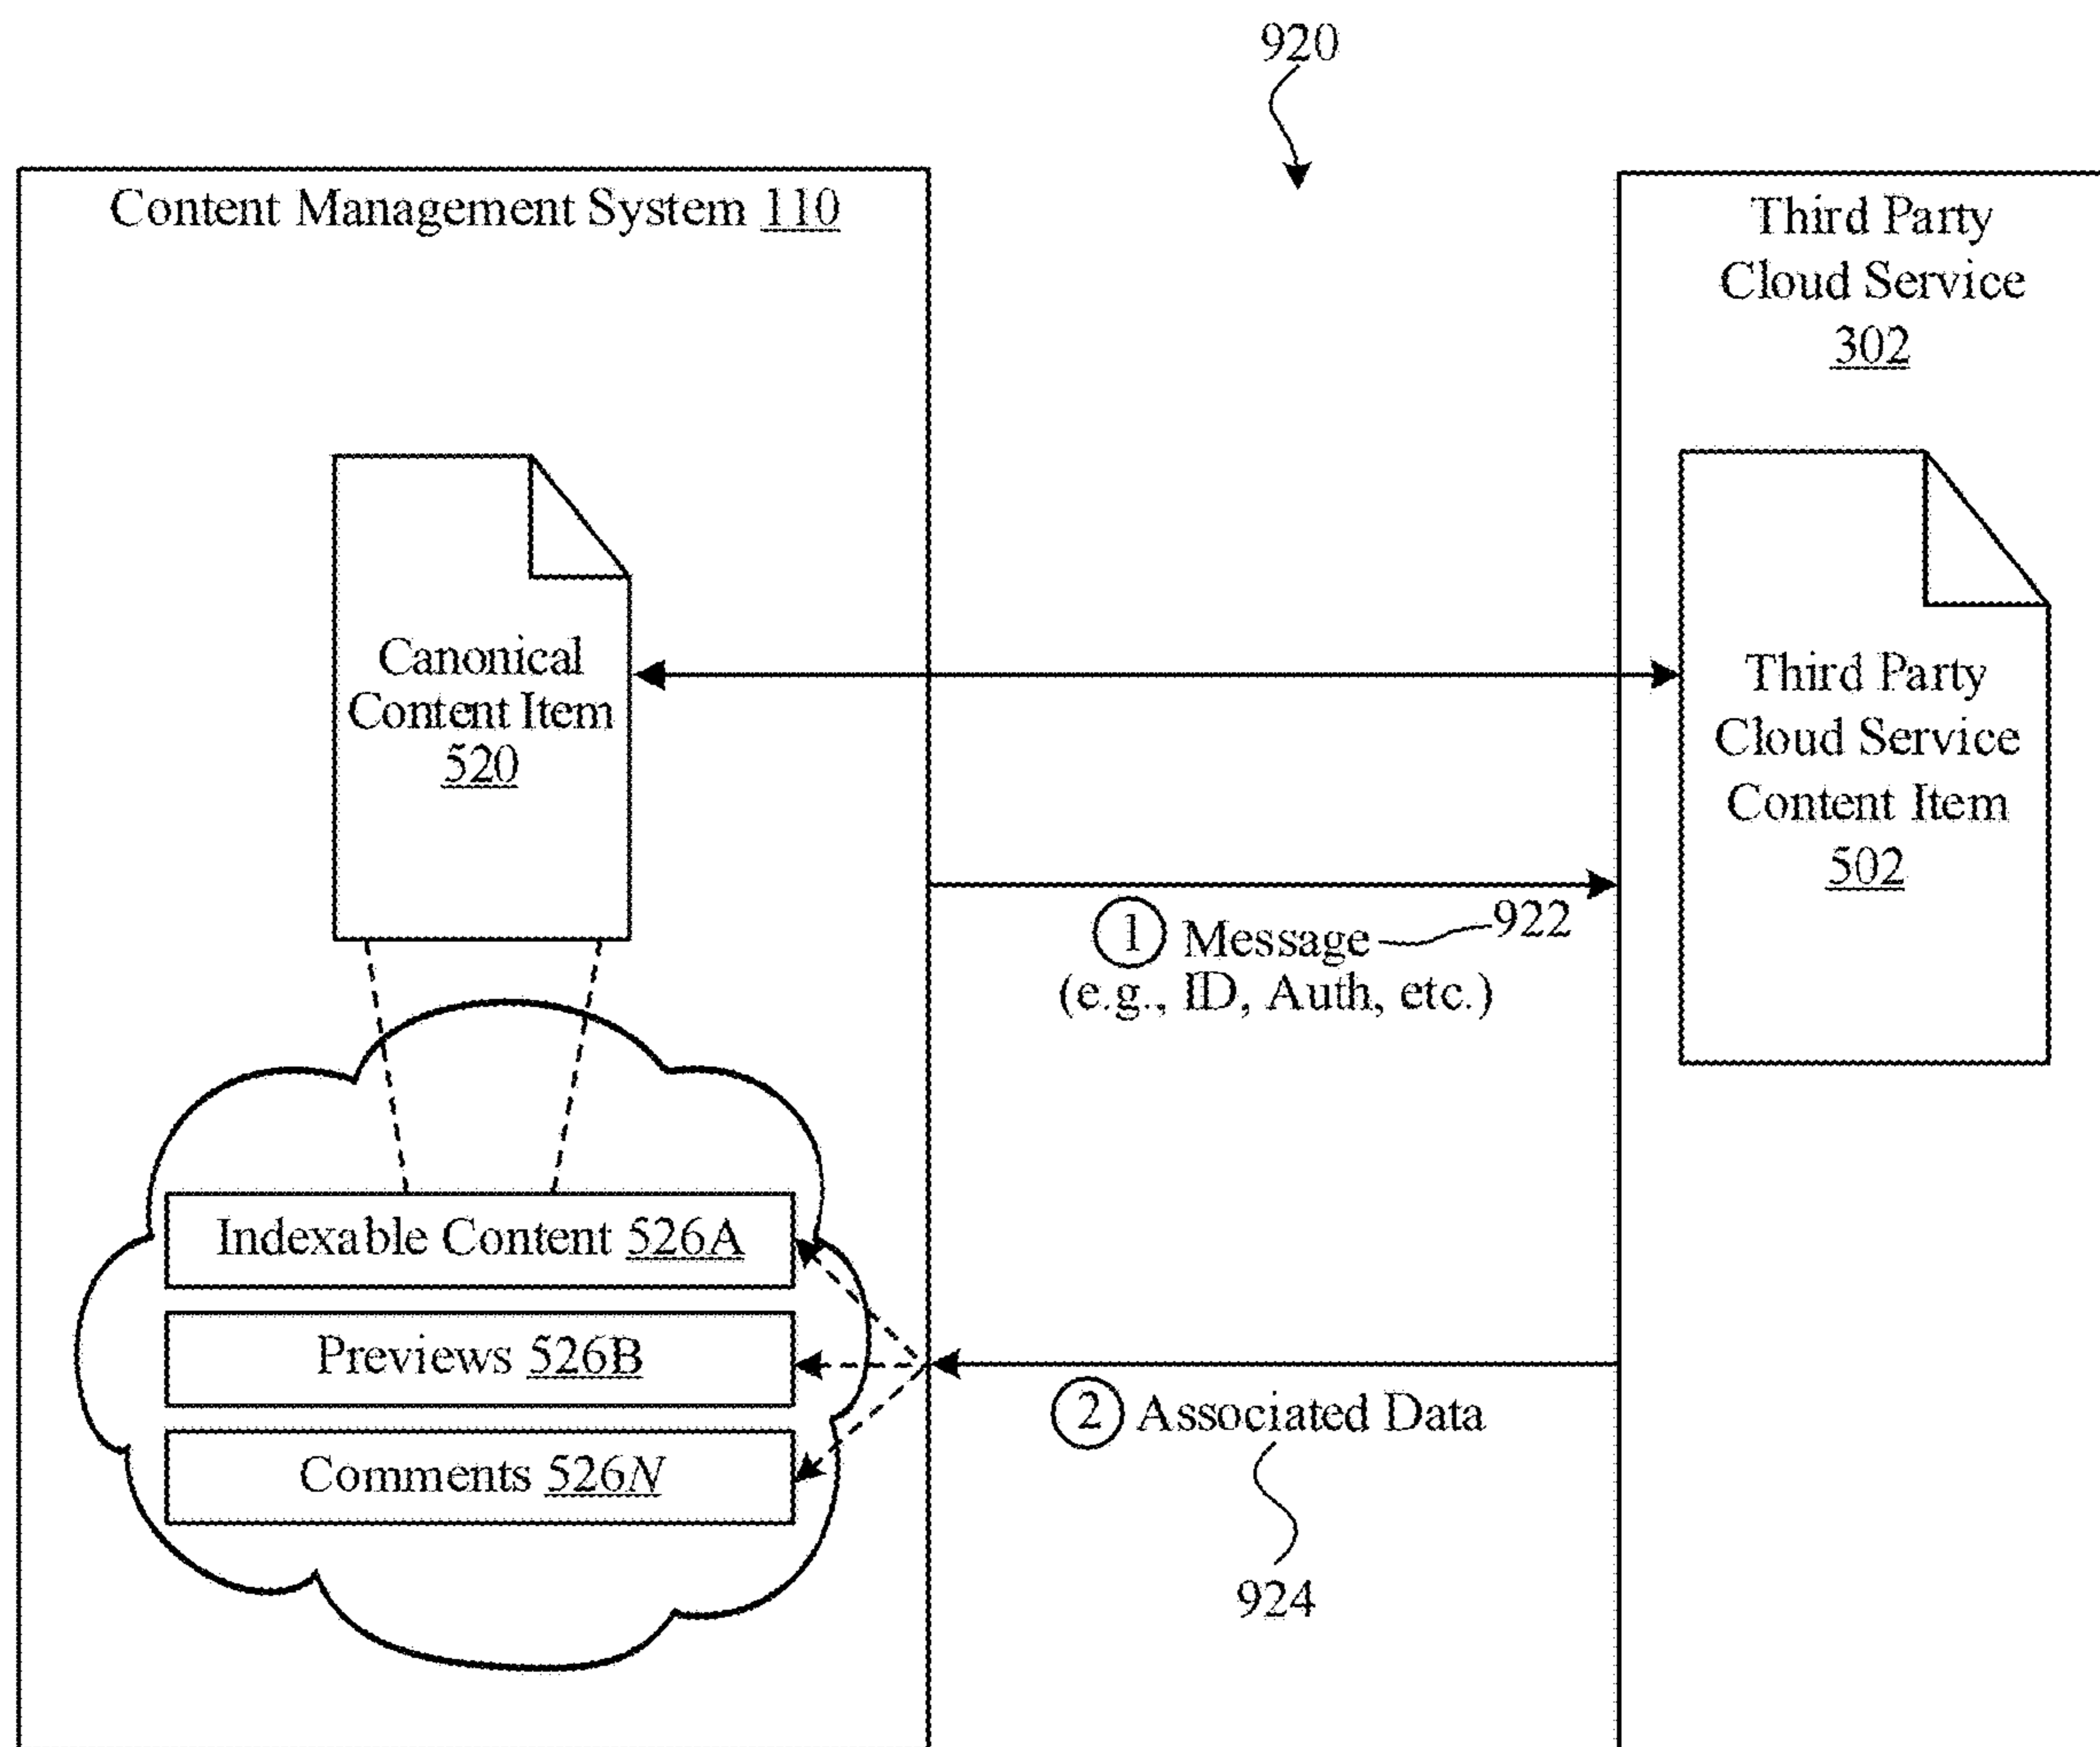 920
Content Management System 110
Third Party
Cloud Service
302
Canonical
Content Item
520
Third Party
Cloud Service
Content Item
502
① Message
922
(e.g., ID, Auth, etc.)
Indexable Content 526A
Previews 526B
Comments 526N
② Associated Data
924